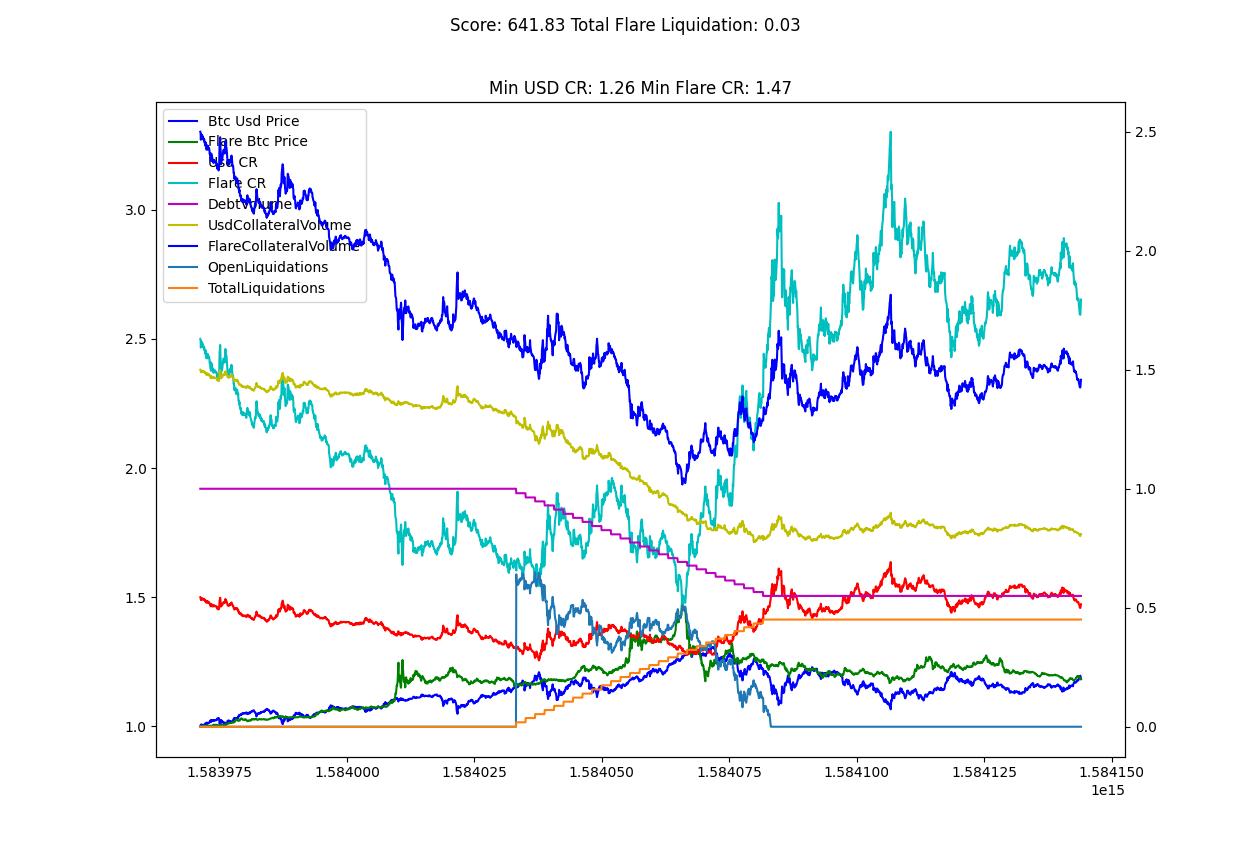 Score: 641.83 Total Flare Liquidation: 0.03
Min USD CR: 1.26 Min Flare CR: 1.47
Btc Usd Price
Flare Btc Price
Usd CR
Flare CR
DebtVolume
UsdCollateralVolume
FlareCollateralVolume
OpenLiquidations
TotalLiquidations
3.0
2.5
2.0
1.5
1.0
2.5
2.0
1.5
1.0
0.5
0.0
1.583975
1.584000
1.584025
1.584050
1.584075
1.584100
1.584125
1.584150
1e15